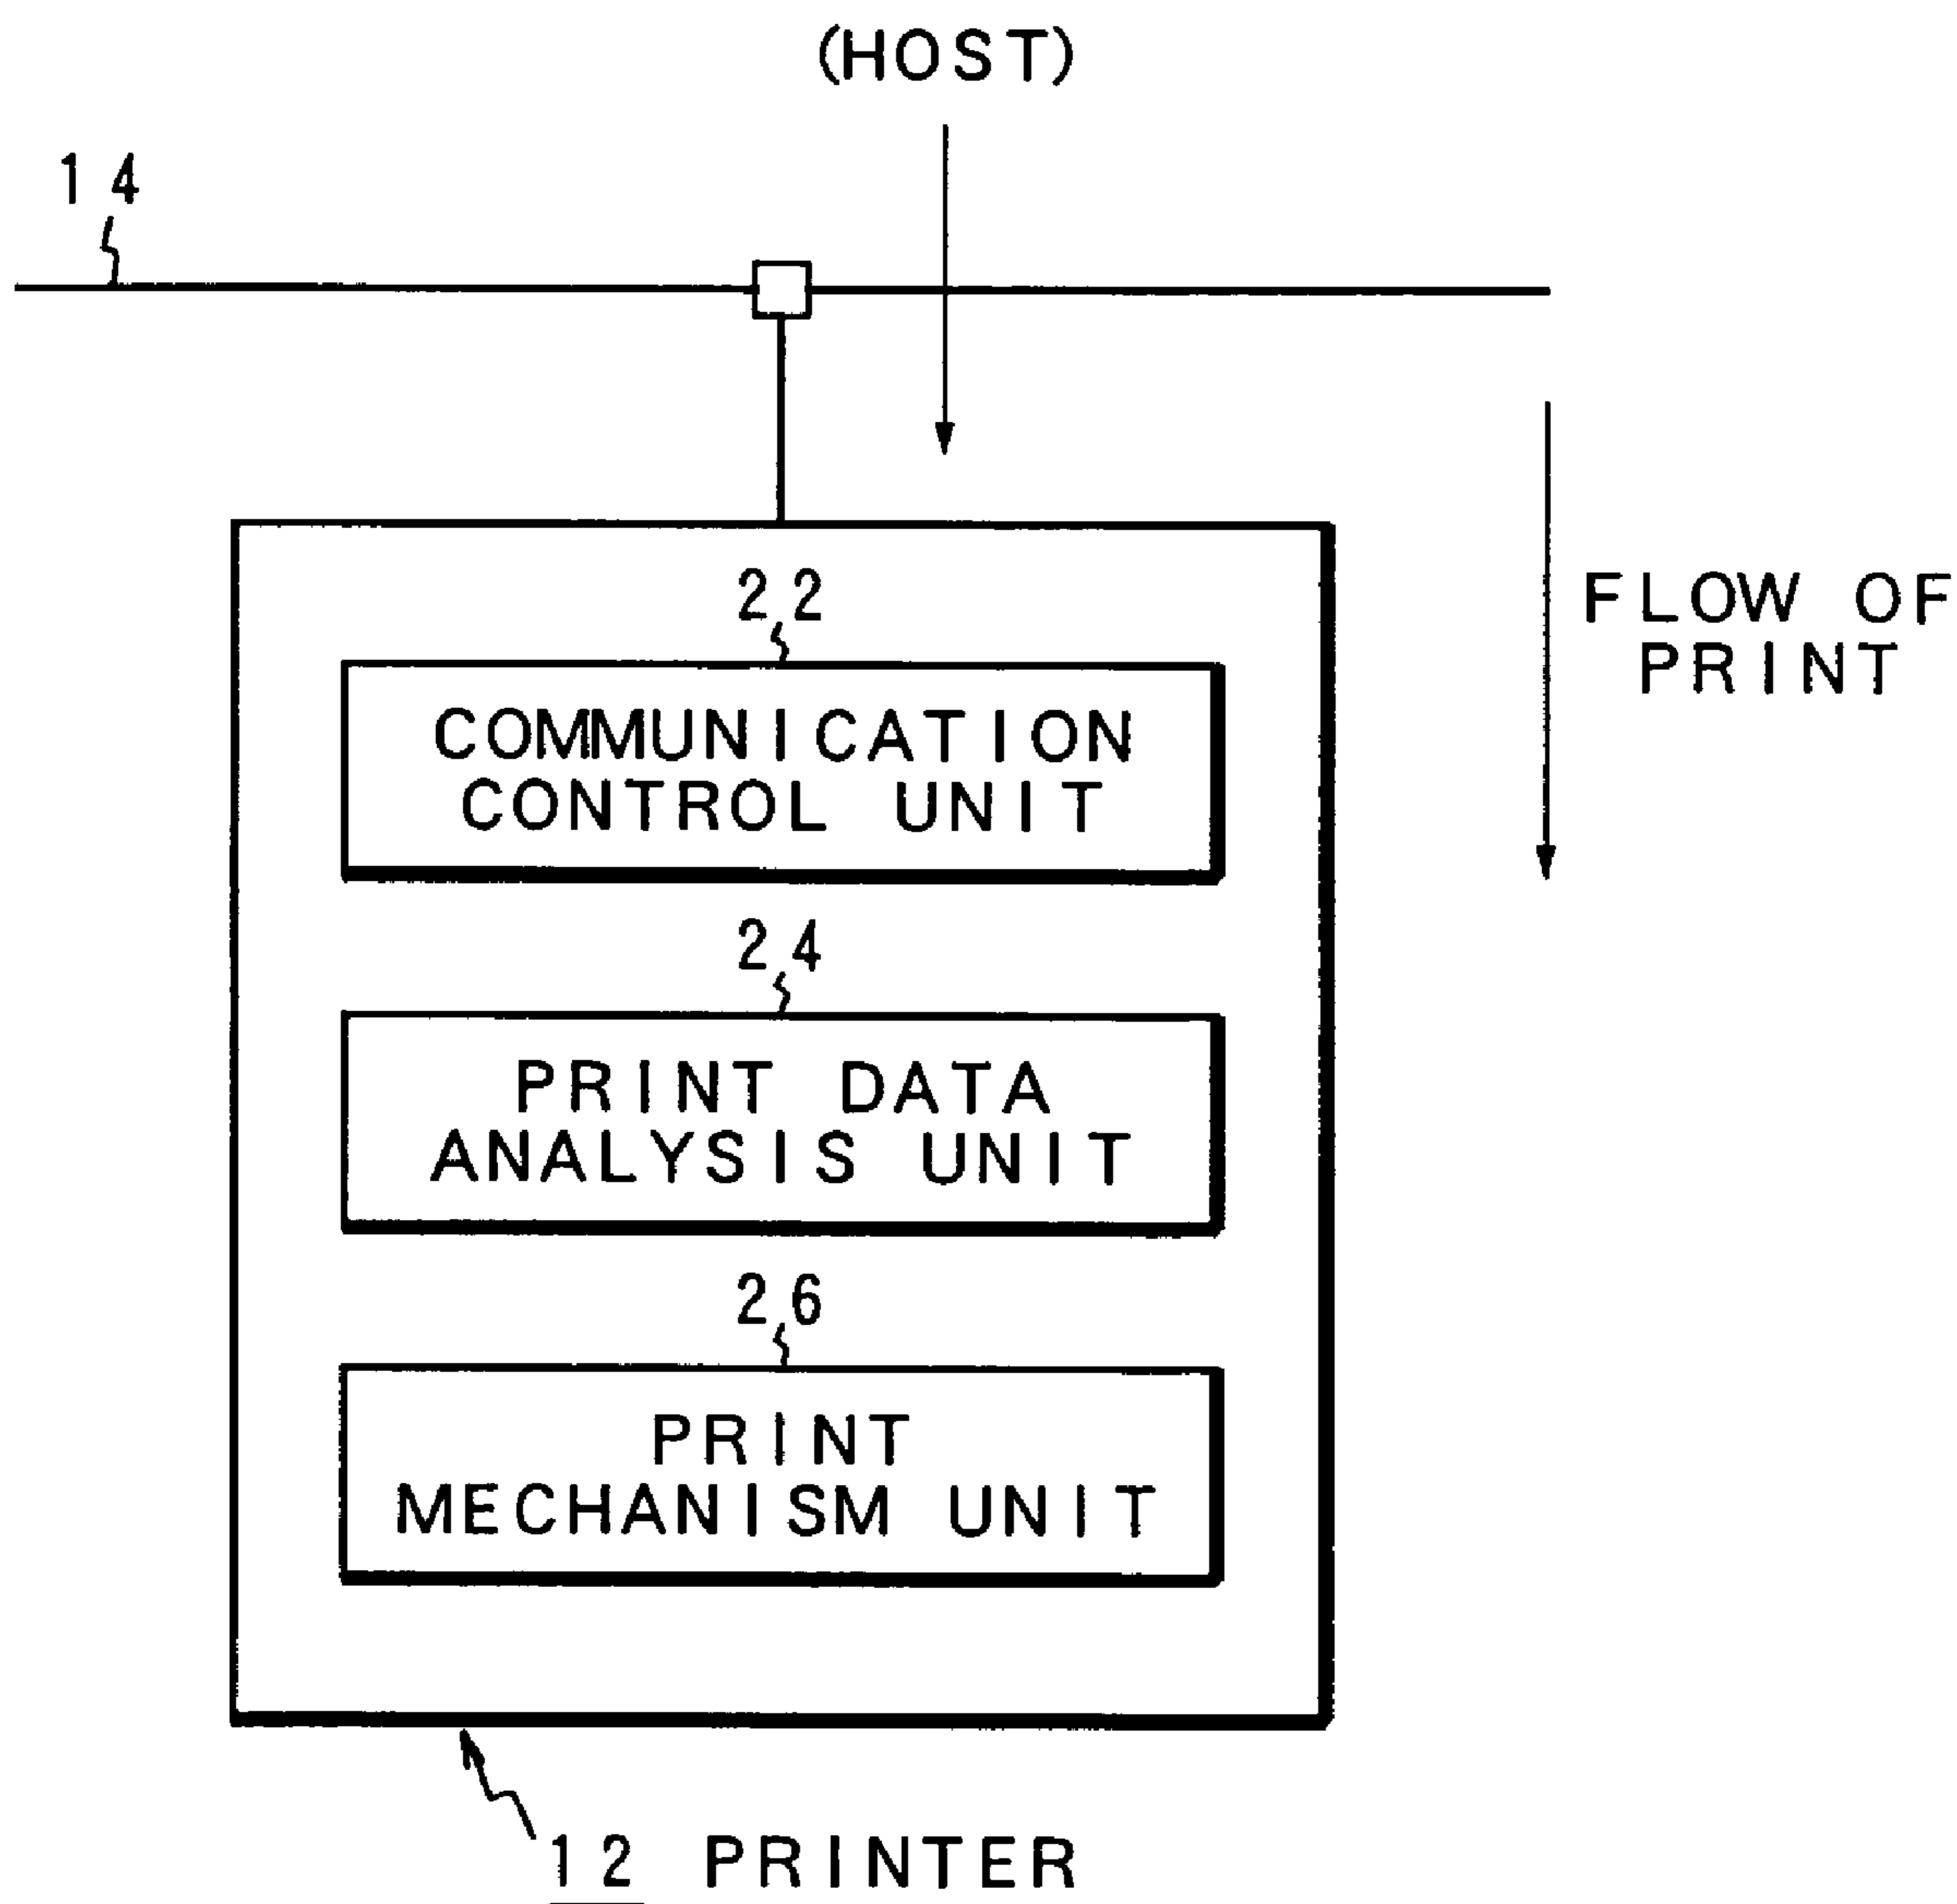 (HOST)
14
FLOW OF
PRINT
22
COMMUNICATION
CONTROL UNIT
24
PRINT DATA
ANALYSIS UNIT
26
PRINT
MECHANISM UNIT
12 PRINTER